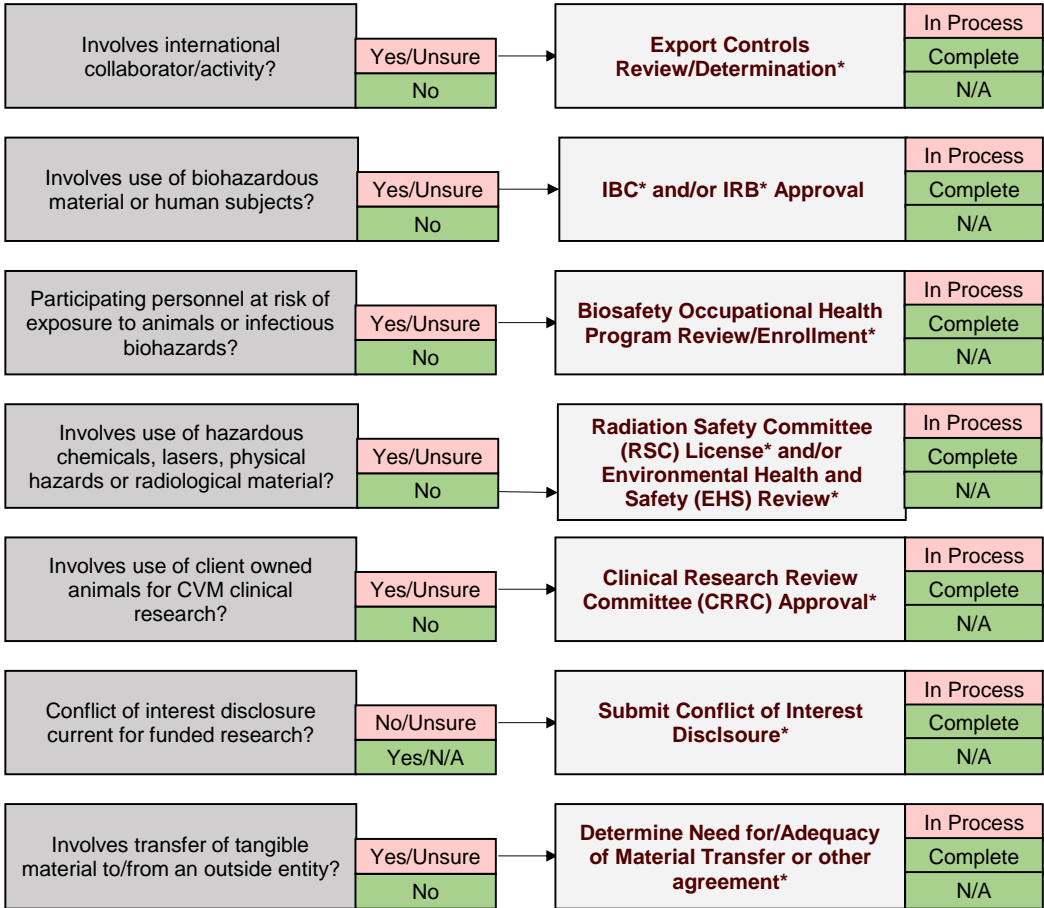 Involves international
collaborator/activity?
Yes/Unsure
No
Export Controls
Review/Determination*
In Process
Complete
N/A
Involves use of biohazardous
material or human subjects?
Yes/Unsure
No
IBC* and/or IRB* Approval
In Process
Complete
N/A
Participating personnel at risk of
exposure to animals or infectious
biohazards?
Yes/Unsure
No
Biosafety Occupational Health
Program Review/Enrollment*
In Process
Complete
N/A
Involves use of hazardous
chemicals, lasers, physical
hazards or radiological material?
Yes/Unsure
No
Radiation Safety Committee
(RSC) License* and/or
Environmental Health and
Safety (EHS) Review*
In Process
Complete
N/A
Involves use of client owned
animals for CVM clinical
research?
Yes/Unsure
No
Clinical Research Review
Committee (CRRC) Approval*
In Process
Complete
N/A
Conflict of interest disclosure
current for funded research?
No/Unsure
Yes/N/A
Submit Conflict of Interest
Disclsoure*
In Process
Complete
N/A
Involves transfer of tangible
material to/from an outside entity?
Yes/Unsure
No
Determine Need for/Adequacy
of Material Transfer or other
agreement*
In Process
Complete
N/A